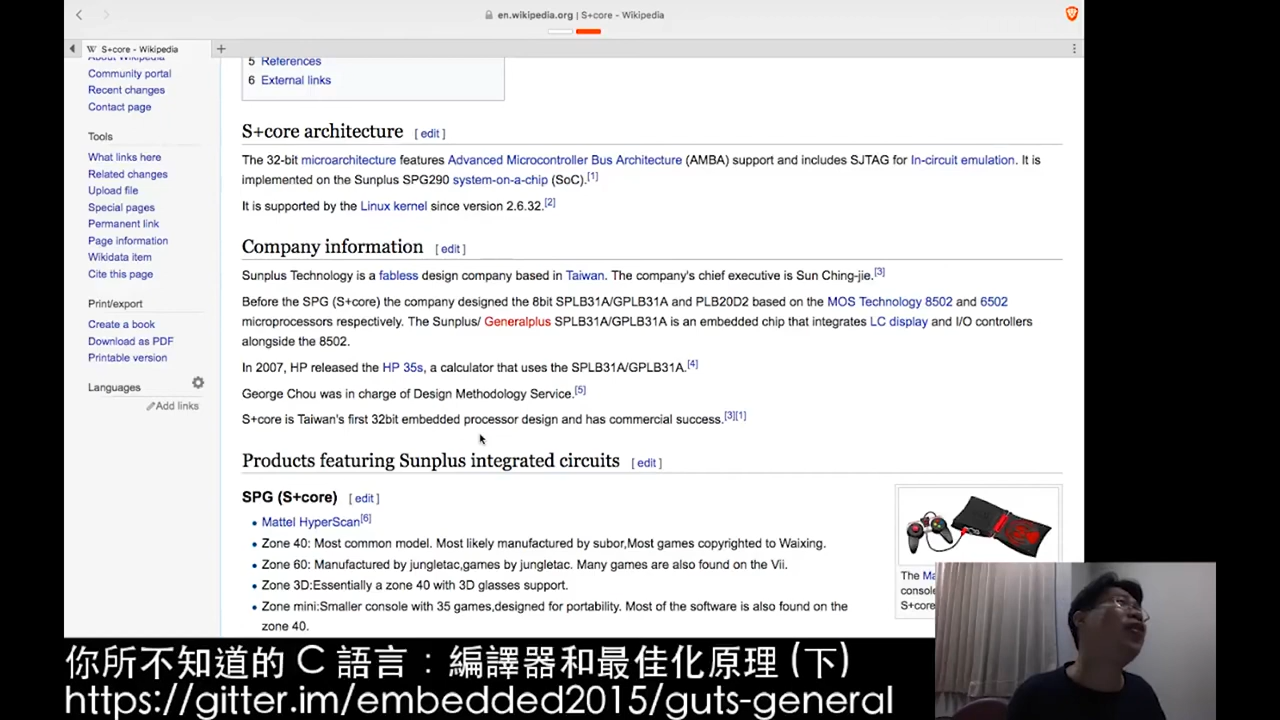 en.wikipedia.org | S+core - Wikipedia
W S+core - Wikipedia
About Wikipedia
Community portal
Recent changes
Contact page
Tools
What links here
Related changes
Upload file
Special pages
Permanent link
Page information
Wikidata item
Cite this page
Print/export
Create a book
Download as PDF
Printable version
Languages
Add links
5 References
6 External links
S+core architecture [ edit ]
The 32-bit microarchitecture features Advanced Microcontroller Bus Architecture (AMBA) support and includes SJTAG for In-circuit emulation. It is
implemented on the Sunplus SPG290 system-on-a-chip (SoC).[1]
It is supported by the Linux kernel since version 2.6.32.[2]
Company information [ edit ]
Sunplus Technology is a fabless design company based in Taiwan. The company's chief executive is Sun Ching-jie.[3]
Before the SPG (S+core) the company designed the 8bit SPLB31A/GPLB31A and PLB20D2 based on the MOS Technology 8502 and 6502
microprocessors respectively. The Sunplus/ Generalplus SPLB31A/GPLB31A is an embedded chip that integrates LC display and I/O controllers
alongside the 8502.
In 2007, HP released the HP 35s, a calculator that uses the SPLB31A/GPLB31A.[4]
George Chou was in charge of Design Methodology Service.[5]
S+core is Taiwan's first 32bit embedded processor design and has commercial success.[3][1]
Products featuring Sunplus integrated circuits [ edit ]
SPG (S+core) [ edit ]
Mattel HyperScan[6]
Zone 40: Most common model. Most likely manufactured by subor,Most games copyrighted to Waixing.
Zone 60: Manufactured by jungletac,games by jungletac. Many games are also found on the Vii.
Zone 3D:Essentially a zone 40 with 3D glasses support.
Zone mini:Smaller console with 35 games,designed for portability. Most of the software is also found on the
zone 40.
The Ma
conso
S+core
你所不知道的 C 語言：編譯器和最佳化原理 (下)
https://gitter.im/embedded2015/guts-general